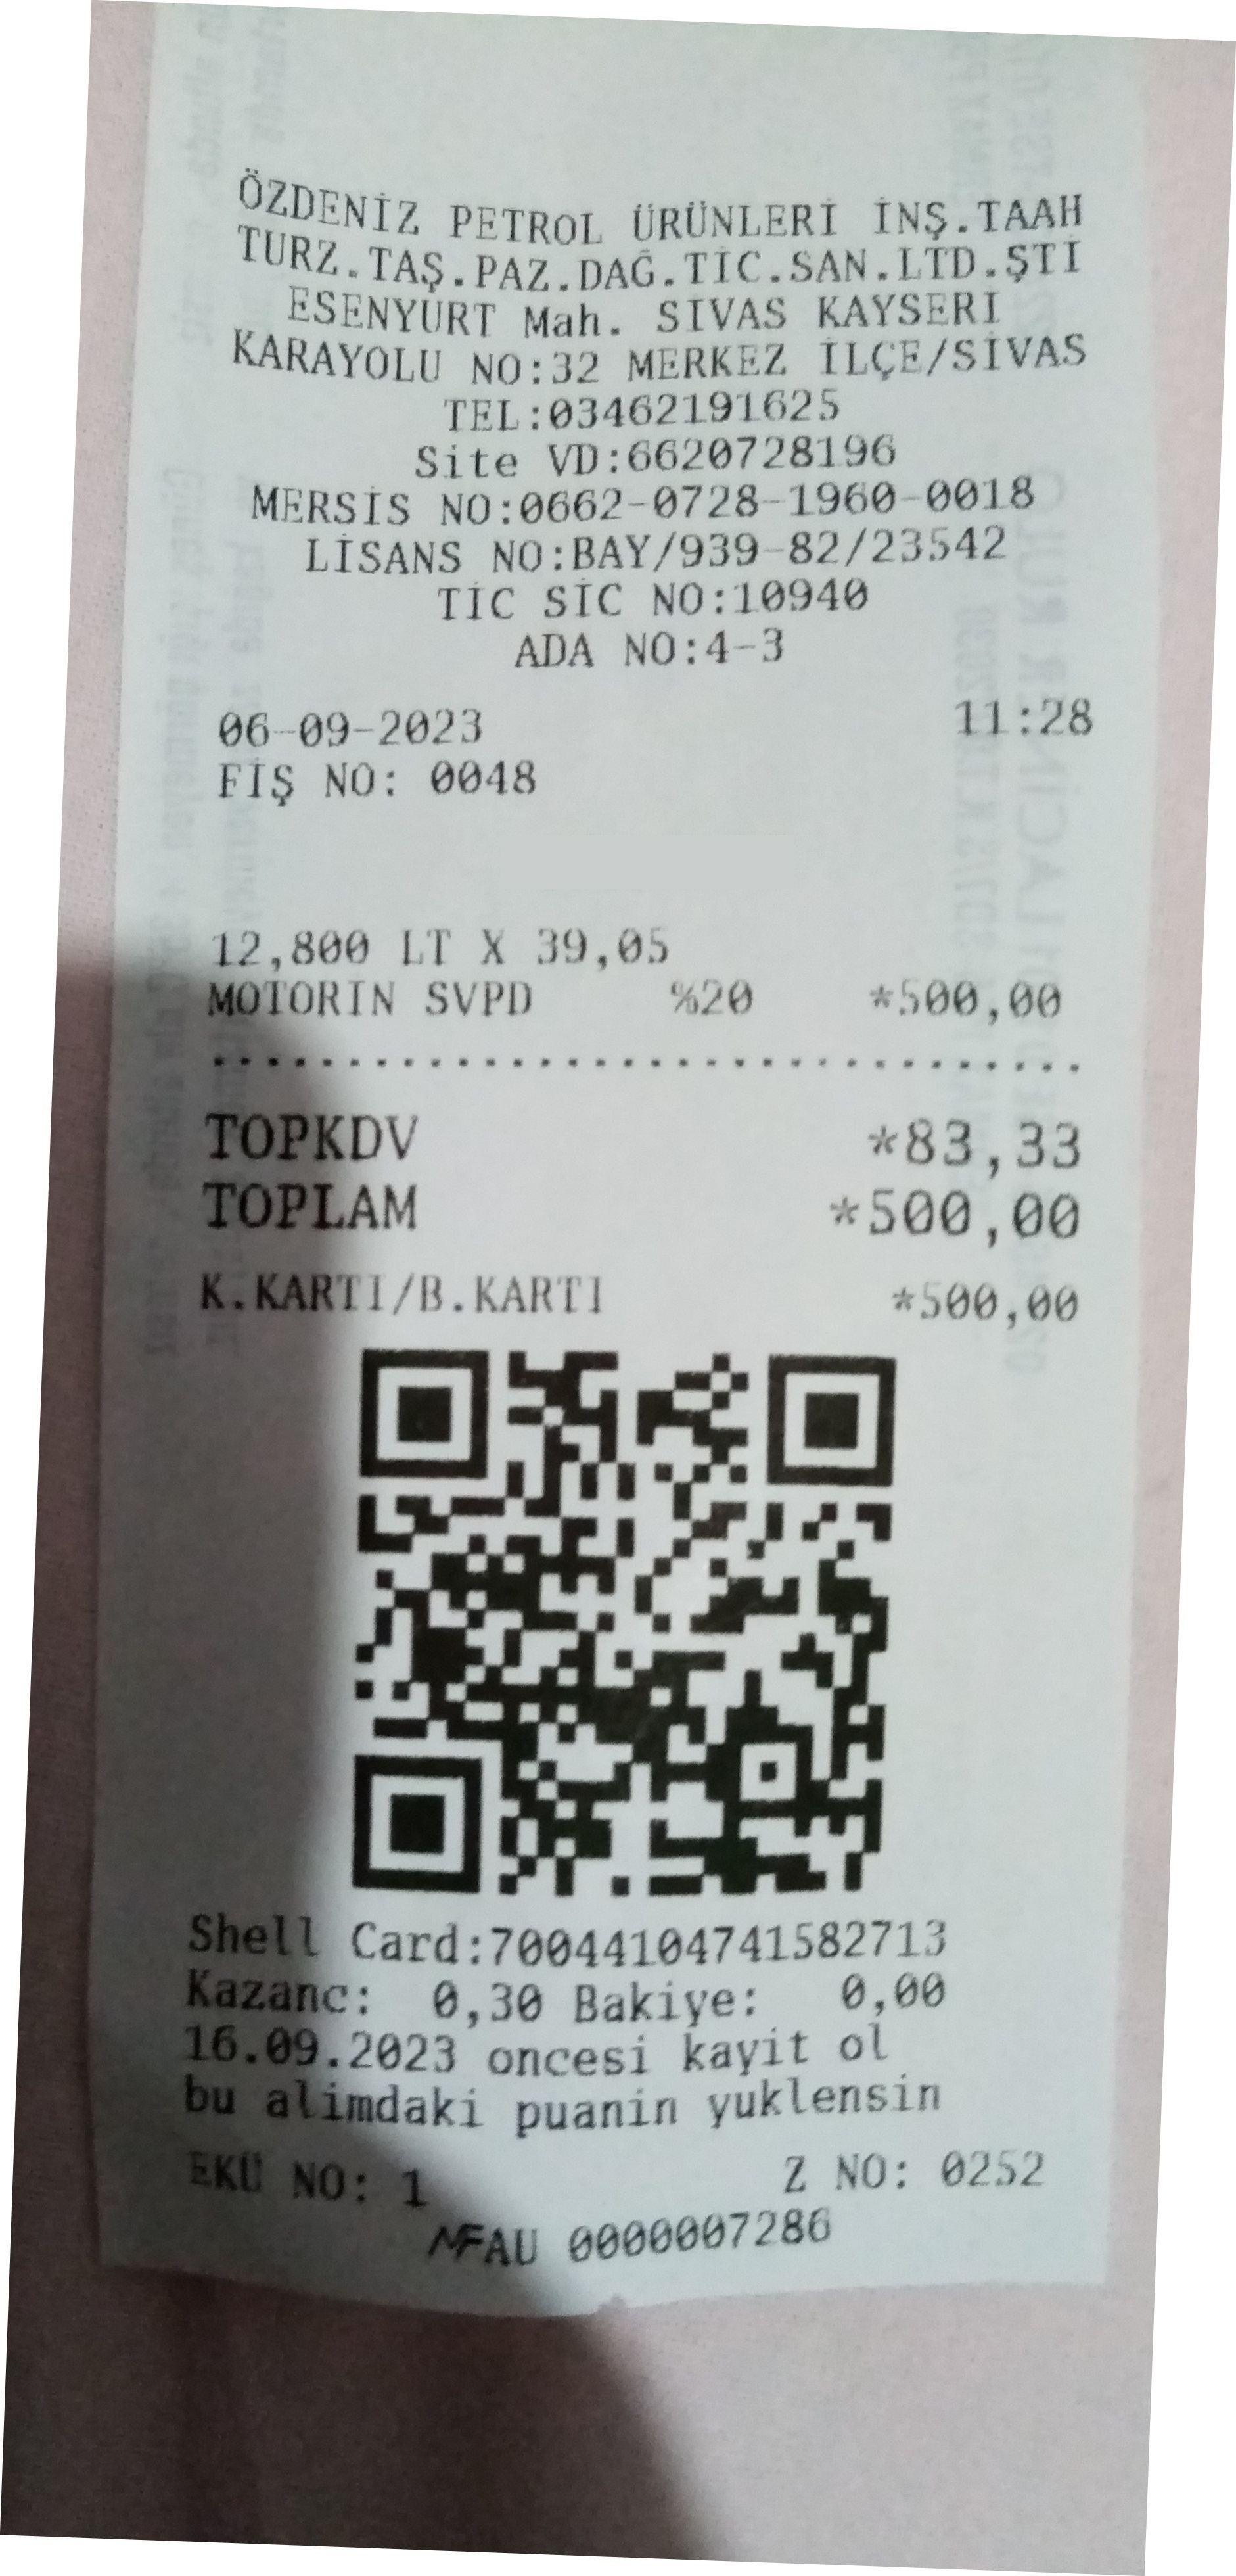 ÖZDENİZ PETROL ÜRÜNLERİ İNŞ.TAAH
TURZ.TAŞ.PAZ.DAĞ.TİC.SAN.LTD.ŞTİ
ESENYURT Mah. SIVAS KAYSERI
KARAYOLU NO:32 MERKEZ İLÇE/SİVAS
TEL:03462191625
Site VD:6620728196
MERSİS NO:0662-0728-1960-0018
LİSANS NO:BAY/939-82/23542
TİC SİC NO:10940
ADA NO:4-3
06-09-2023 11:28
FİŞ NO: 0048
12,800 LT X 39,05
MOTORIN SVPD %20 *500,00
TOPKDV *83,33
TOPLAM *500,00
K.KARTI/B.KARTI *500,00
Shell Card:70044104741582713
Kazanc: 0,30 Bakiye: 0,00
16.09.2023 oncesi kayit ol
bu alimdaki puanin yuklensin
EKÜ NO: 1 Z NO: 0252
MF AU 0000007286